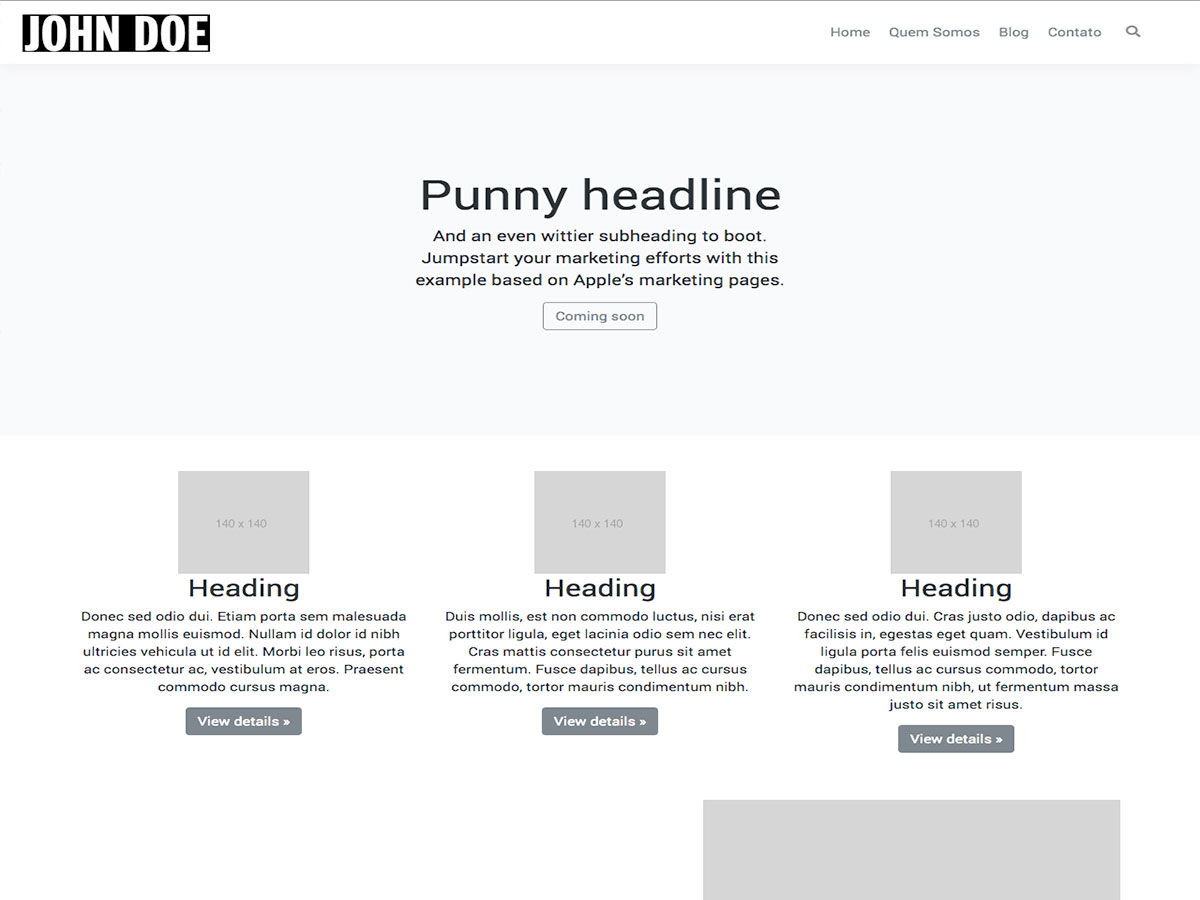 JOHN DOE
Home Quem Somos Blog Contato
Punny headline
And an even wittier subheading to boot.
Jumpstart your marketing efforts with this
example based on Apple’s marketing pages.
Coming soon
140 x 140
Heading
Donec sed odio dui. Etiam porta sem malesuada
magna mollis euismod. Nullam id dolor id nibh
ultricies vehicula ut id elit. Morbi leo risus, porta
ac consectetur ac, vestibulum at eros. Praesent
commodo cursus magna.
View details »
140 x 140
Heading
Duis mollis, est non commodo luctus, nisi erat
porttitor ligula, eget lacinia odio sem nec elit.
Cras mattis consectetur purus sit amet
fermentum. Fusce dapibus, tellus ac cursus
commodo, tortor mauris condimentum nibh.
View details »
140 x 140
Heading
Donec sed odio dui. Cras justo odio, dapibus ac
facilisis in, egestas eget quam. Vestibulum id
ligula porta felis euismod semper. Fusce
dapibus, tellus ac cursus commodo, tortor
mauris condimentum nibh, ut fermentum massa
justo sit amet risus.
View details »